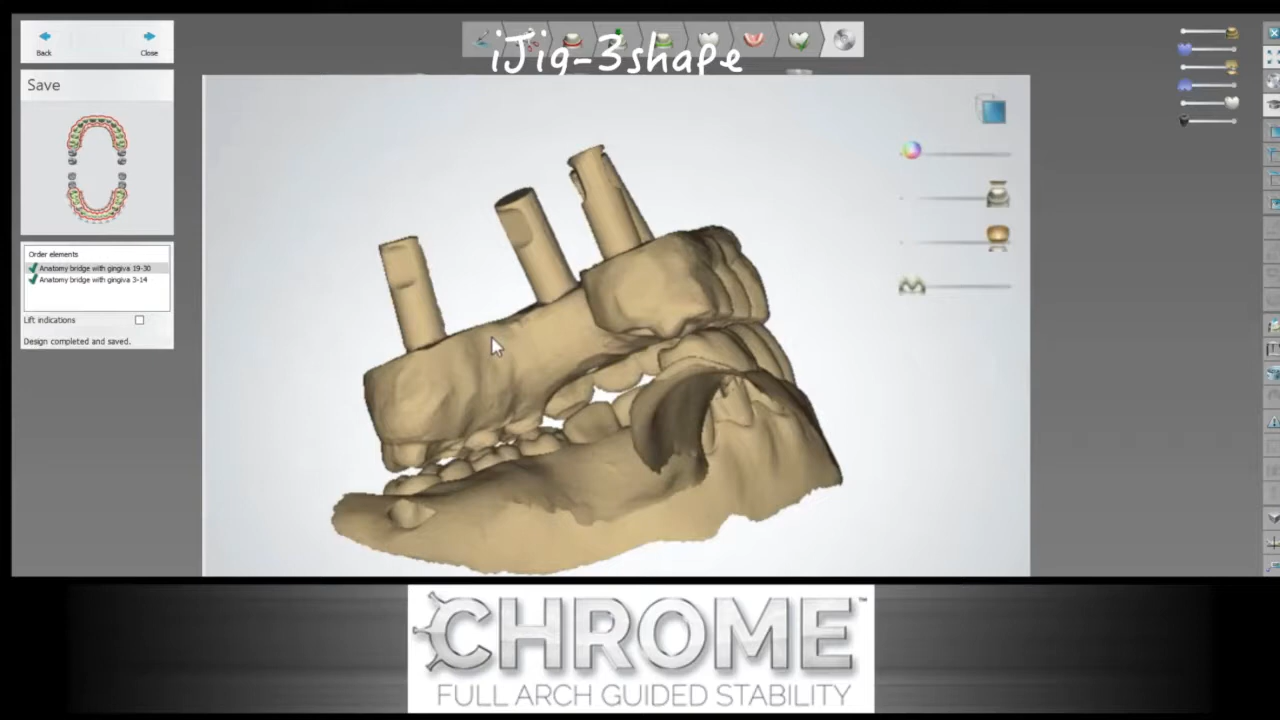 iJig-3shape
Back
Close
Save
Order elements
Anatomy bridge with gingiva 19-30
Anatomy bridge with gingiva 3-14
Lift indications
Design completed and saved.
CHROME™
FULL ARCH GUIDED STABILITY